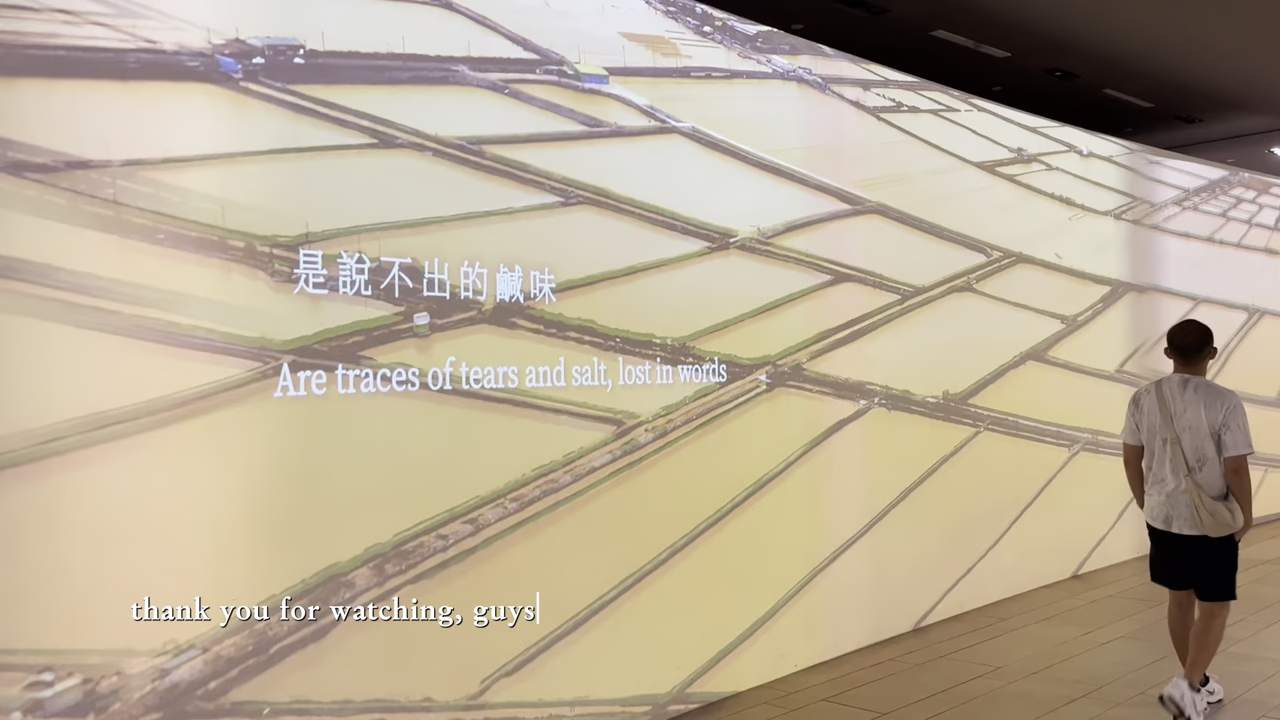 是說不出的鹹味
Are traces of tears and salt, lost in words
thank you for watching, guys